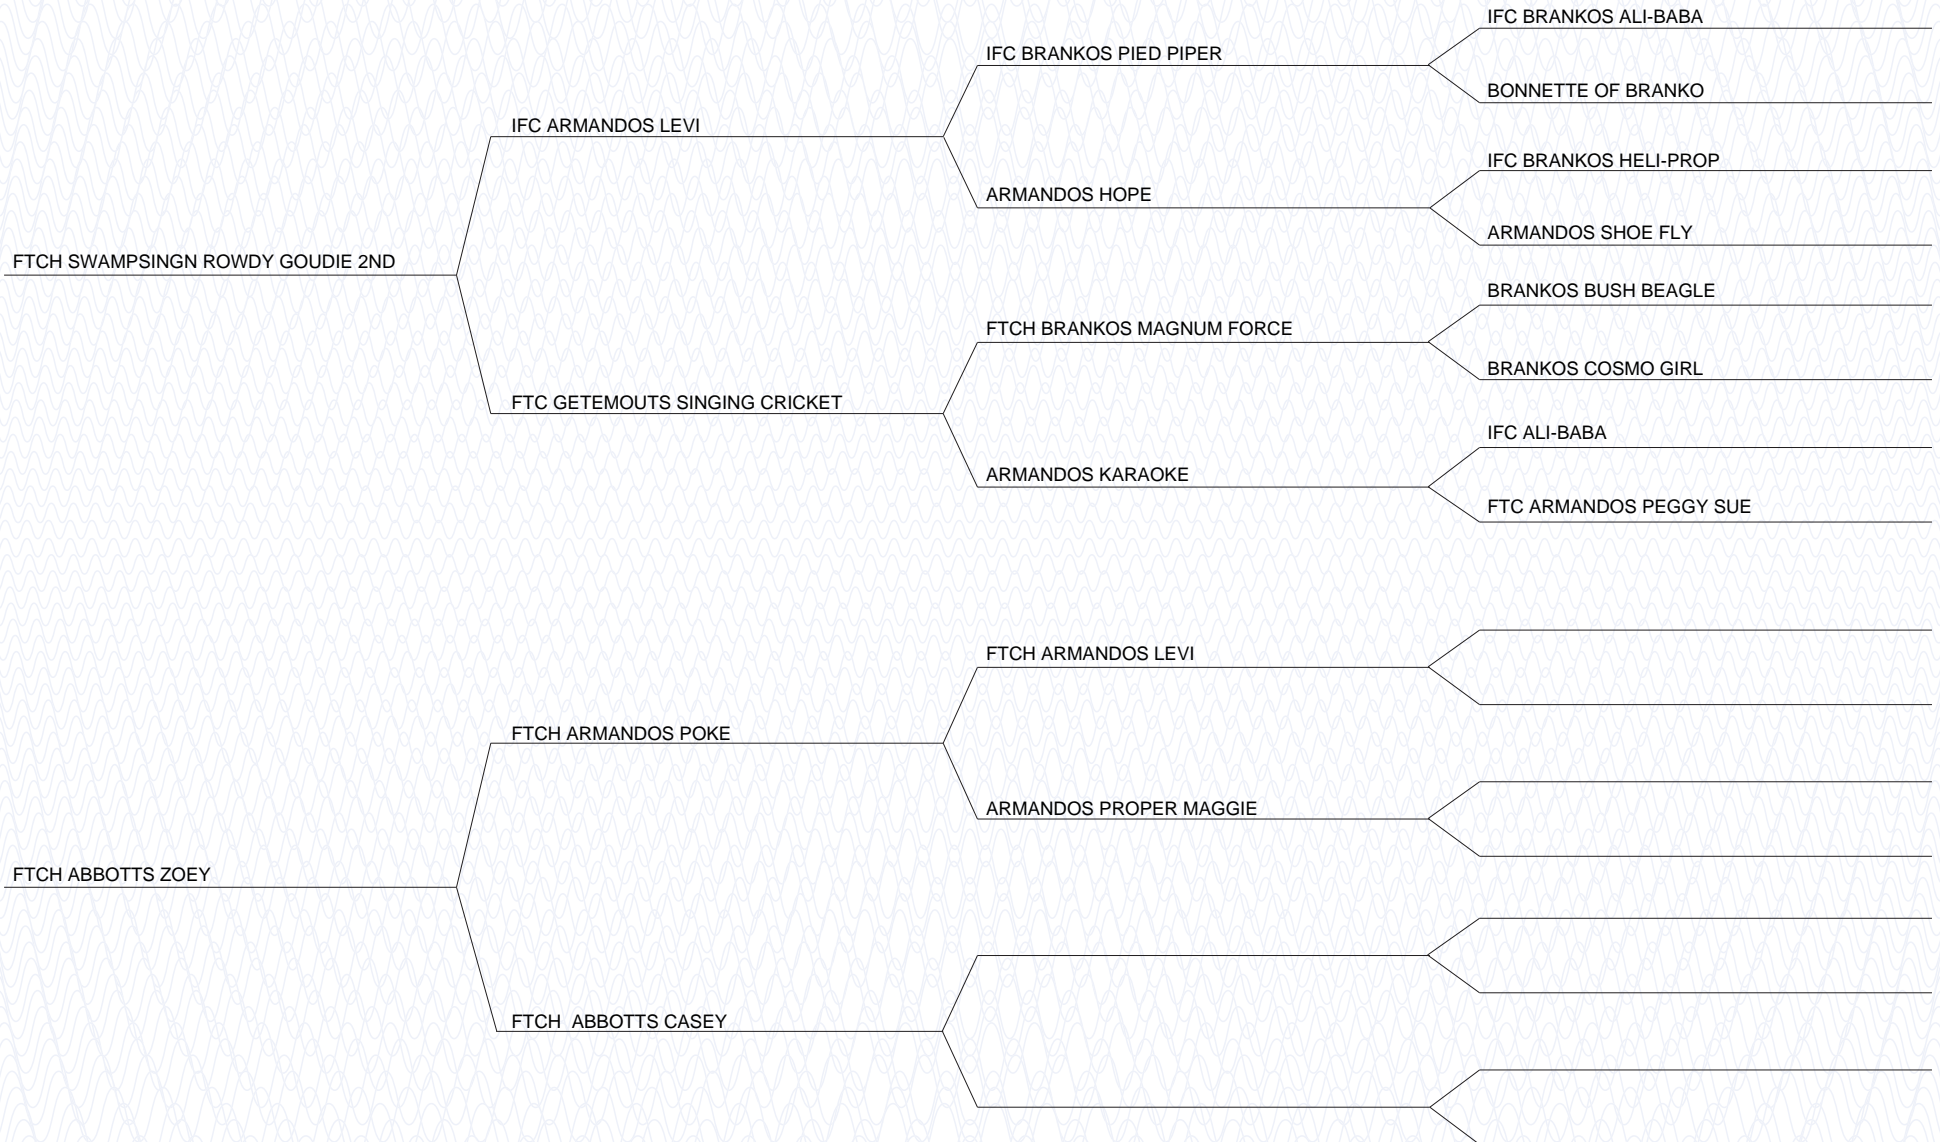 IFC BRANKOS ALI-BABA
IFC BRANKOS PIED PIPER
BONNETTE OF BRANKO
IFC ARMANDOS LEVI
IFC BRANKOS HELI-PROP
ARMANDOS HOPE
ARMANDOS SHOE FLY
FTCH SWAMPSINGN ROWDY GOUDIE 2ND
BRANKOS BUSH BEAGLE
FTCH BRANKOS MAGNUM FORCE
BRANKOS COSMO GIRL
FTC GETEMOUTS SINGING CRICKET
IFC ALI-BABA
ARMANDOS KARAOKE
FTC ARMANDOS PEGGY SUE
FTCH ARMANDOS LEVI
FTCH ARMANDOS POKE
ARMANDOS PROPER MAGGIE
FTCH ABBOTTS ZOEY
FTCH  ABBOTTS CASEY